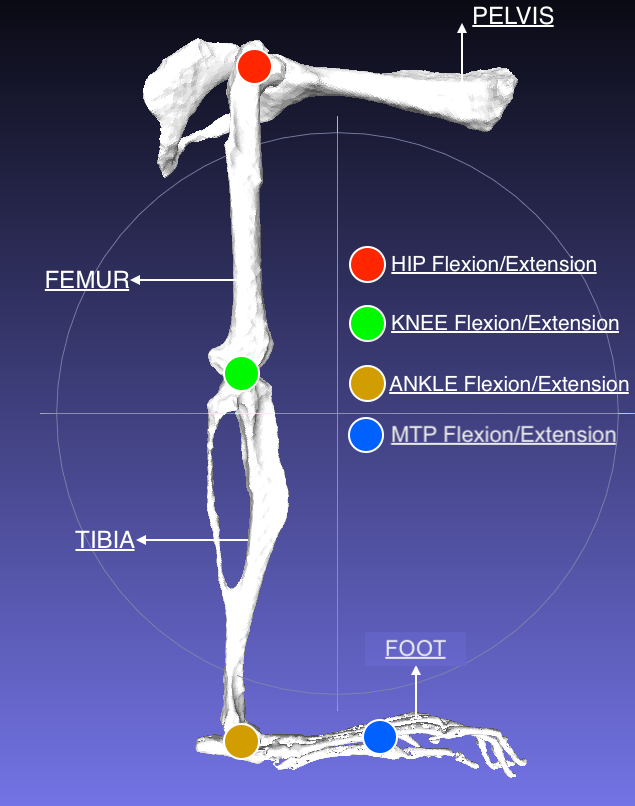 PELVIS
HIP Flexion/Extension
FEMUR
KNEE Flexion/Extension
ANKLE Flexion/Extension
MTP Flexion/Extension
TIBIA
FOOT